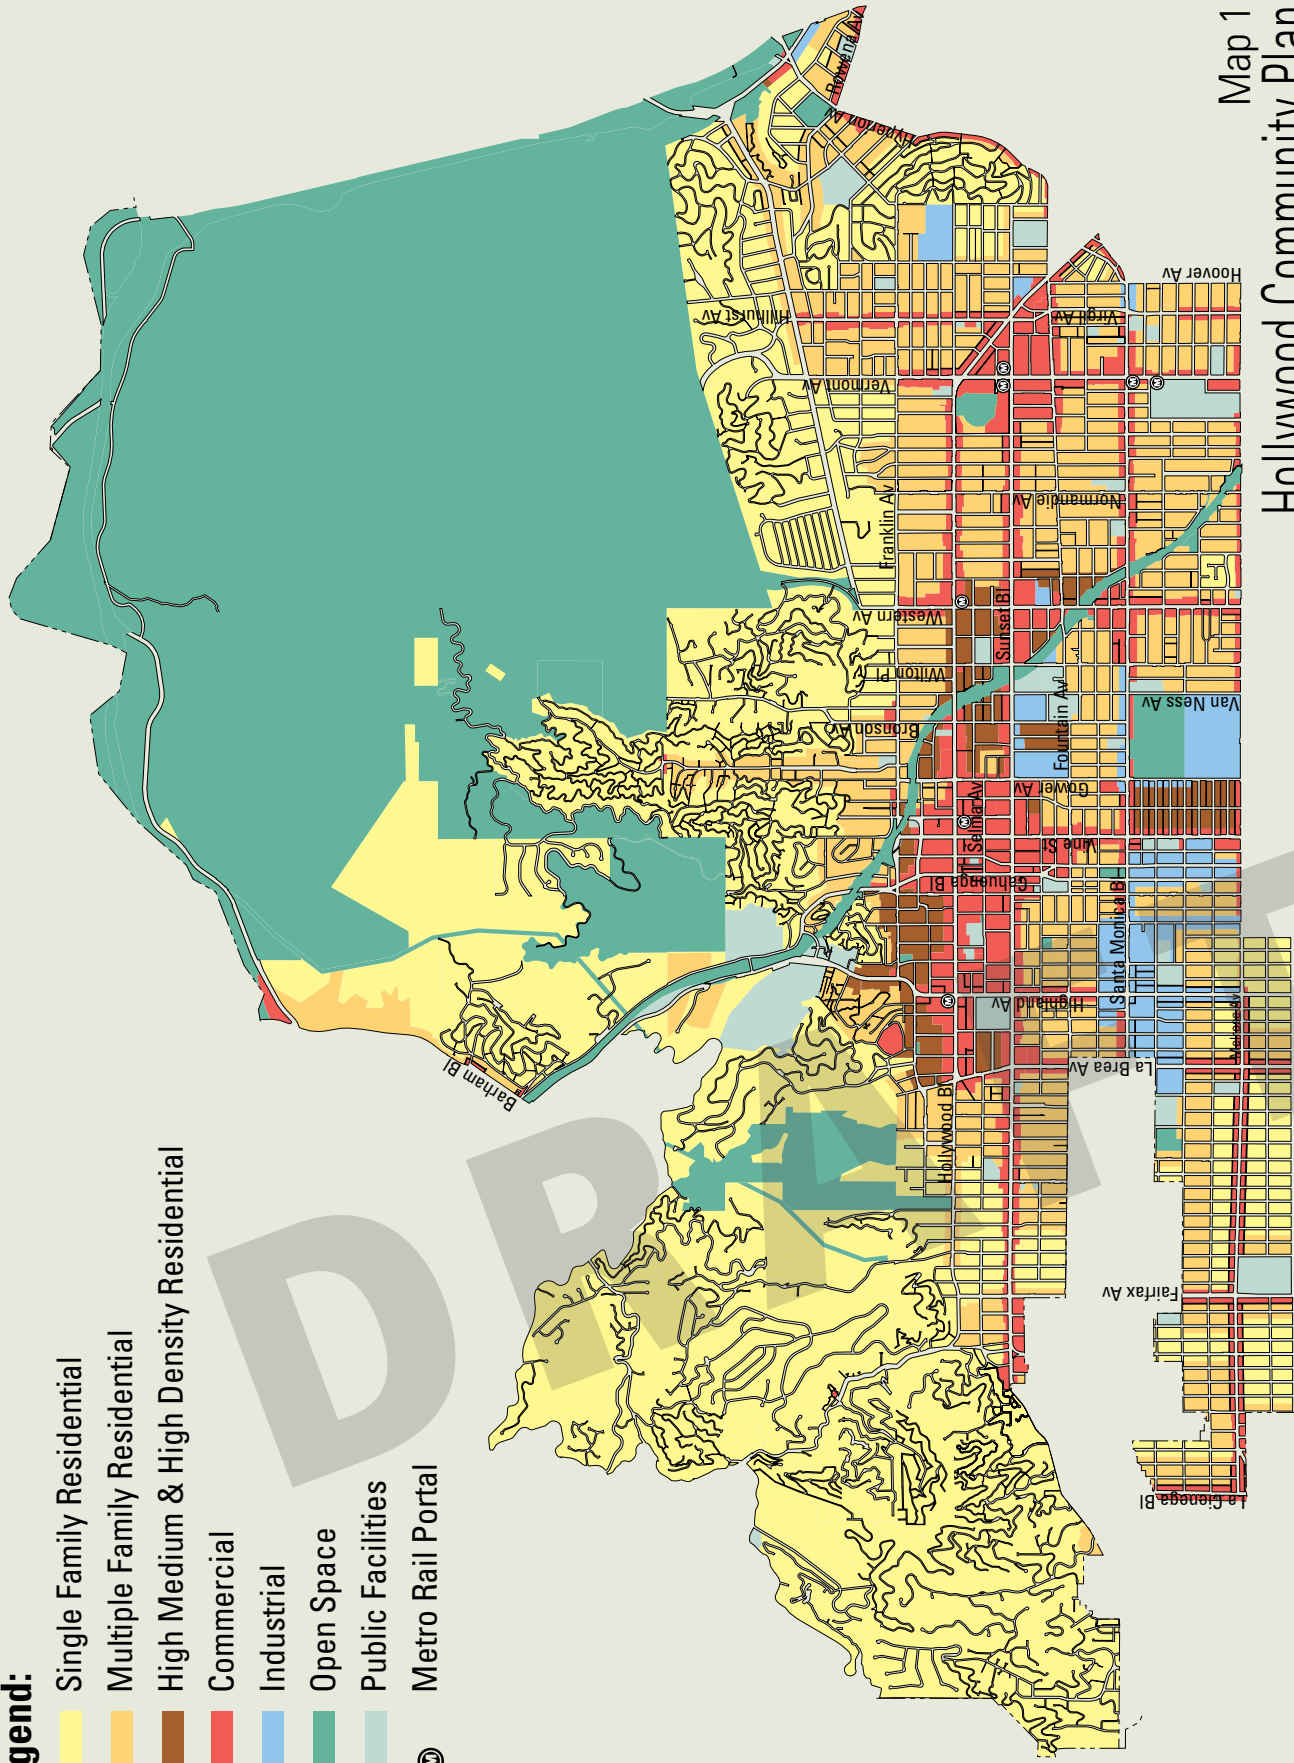 gend:
Single Family Residential
Multiple Family Residential
High Medium & High Density Residential
Commercial
Industrial
Open Space
Public Facilities
Metro Rail Portal
Map 1
Hollywood Community Plan
DRAFT
Barham Bl
Rowena Av
Hyperion Av
Hillhurst Av
Vermont Av
Franklin Av
Normandie Av
Virgil Av
Hoover Av
Western Av
Wilton Pl
Bronson Av
Sunset Bl
Fountain Av
Van Ness Av
Gower Av
Selma Av
Vine St
Cahuenga Bl
Santa Monica Bl
Highland Av
Melrose Av
La Brea Av
Hollywood Bl
Fairfax Av
La Cienega Bl
M
M
M
M
M
M
M
M